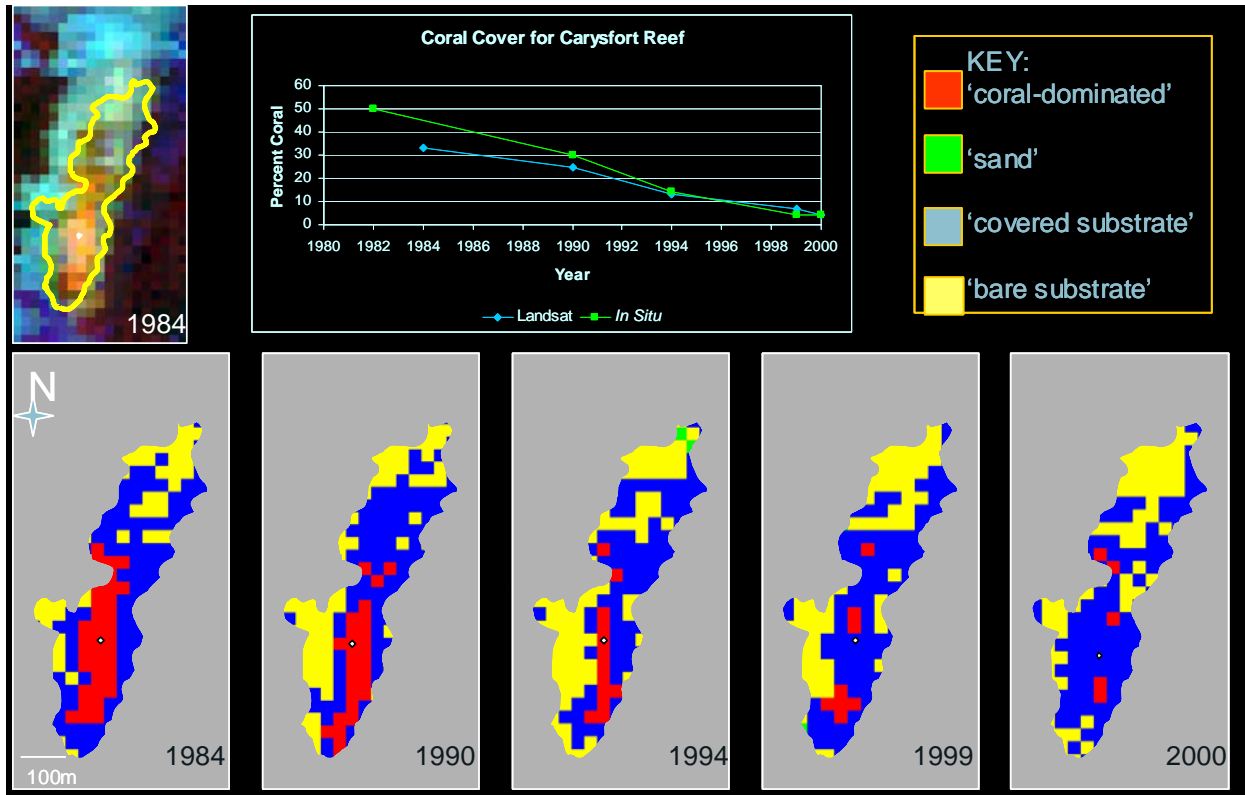 1984
Coral Cover for Carysfort Reef
Percent Coral
60
50
40
30
20
10
0
1980 1982 1984 1986 1988 1990 1992 1994 1996 1998 2000
Year
Landsat In Situ
KEY:
‘coral-dominated’
‘sand’
‘covered substrate’
‘bare substrate’
N
100m
1984
1990
1994
1999
2000